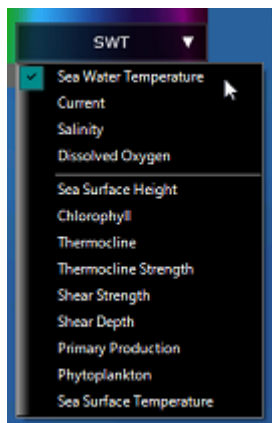 SWT
Sea Water Temperature
Current
Salinity
Dissolved Oxygen
Sea Surface Height
Chlorophyll
Thermocline
Thermocline Strength
Shear Strength
Shear Depth
Primary Production
Phytoplankton
Sea Surface Temperature